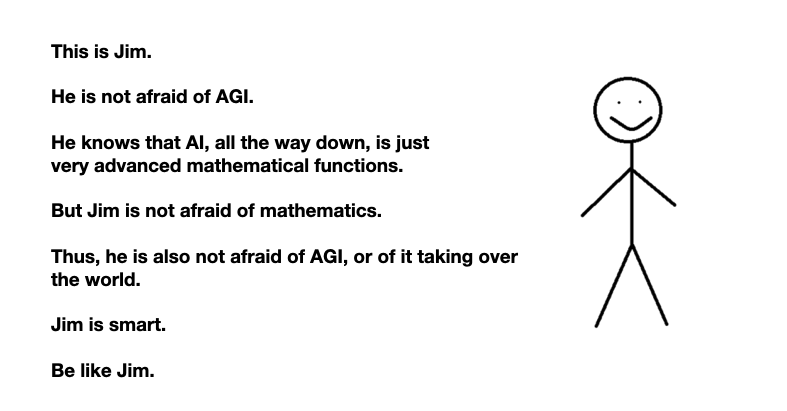 This is Jim.
He is not afraid of AGI.
He knows that AI, all the way down, is just
very advanced mathematical functions.
But Jim is not afraid of mathematics.
Thus, he is also not afraid of AGI, or of it taking over
the world.
Jim is smart.
Be like Jim.